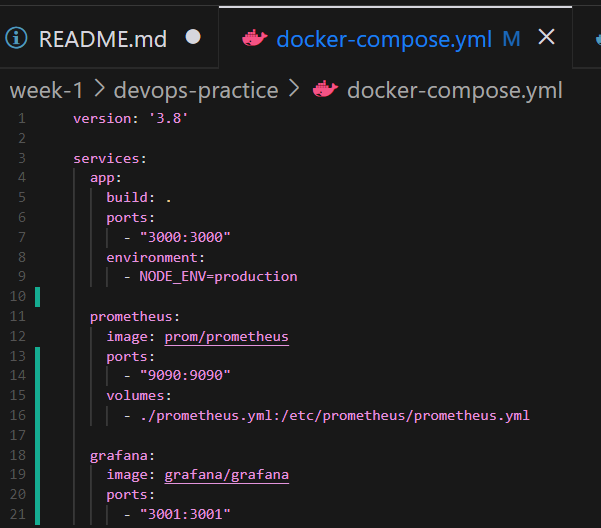 README.md
docker-compose.yml M
week-1 > devops-practice > docker-compose.yml
1 version: '3.8'
2
3 services:
4   app:
5     build: .
6     ports:
7       - "3000:3000"
8     environment:
9       - NODE_ENV=production
10
11   prometheus:
12     image: prom/prometheus
13     ports:
14       - "9090:9090"
15     volumes:
16       - ./prometheus.yml:/etc/prometheus/prometheus.yml
17
18   grafana:
19     image: grafana/grafana
20     ports:
21       - "3001:3001"